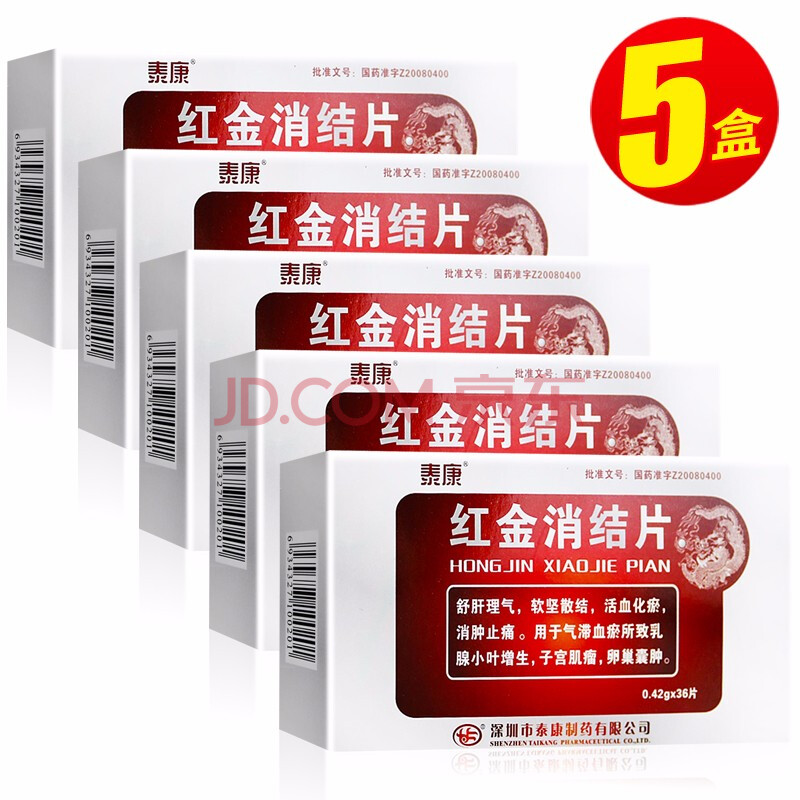 5盒
泰康®
批准文号：国药准字Z20080400
红金消结片
6934327100201
泰康®
批准文号：国药准字Z20080400
红金消结片
6934327100201
泰康®
批准文号：国药准字Z20080400
红金消结片
6934327100201
泰康®
批准文号：国药准字Z20080400
红金消结片
6934327100201
JD.COM 京东
泰康®
批准文号：国药准字Z20080400
红金消结片
HONGJIN XIAOJIE PIAN
舒肝理气，软坚散结，活血化瘀，
消肿止痛。用于气滞血瘀所致乳
腺小叶增生，子宫肌瘤，卵巢囊肿。
0.42gx36片
6934327100201
深圳市泰康制药有限公司
SHENZHEN TAIKANG PHARMACEUTICAL CO.,LTD.